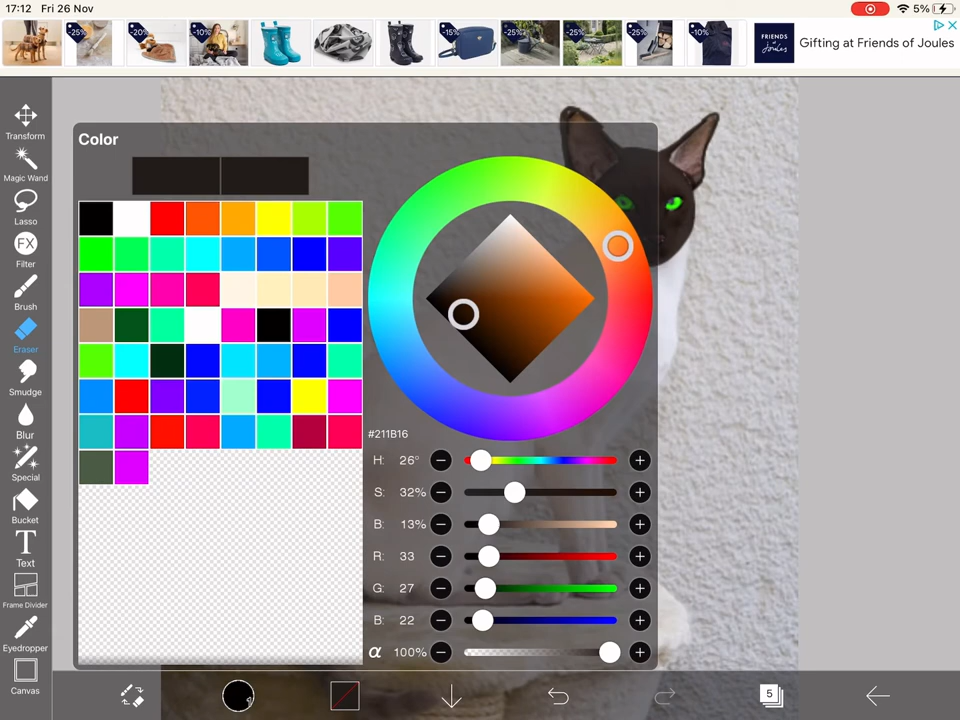 17:12 Fri 26 Nov
5%
-25%
-20%
-10%
-15%
-25%
-25%
-25%
-10%
FRIENDS
of
Joules
Gifting at Friends of Joules
Transform
Magic Wand
Lasso
FX
Filter
Brush
Eraser
Smudge
Blur
Special
Bucket
T
Text
Frame Divider
Eyedropper
Canvas
Color
#211B16
H: 26°
S: 32%
B: 13%
R: 33
G: 27
B: 22
α 100%
5